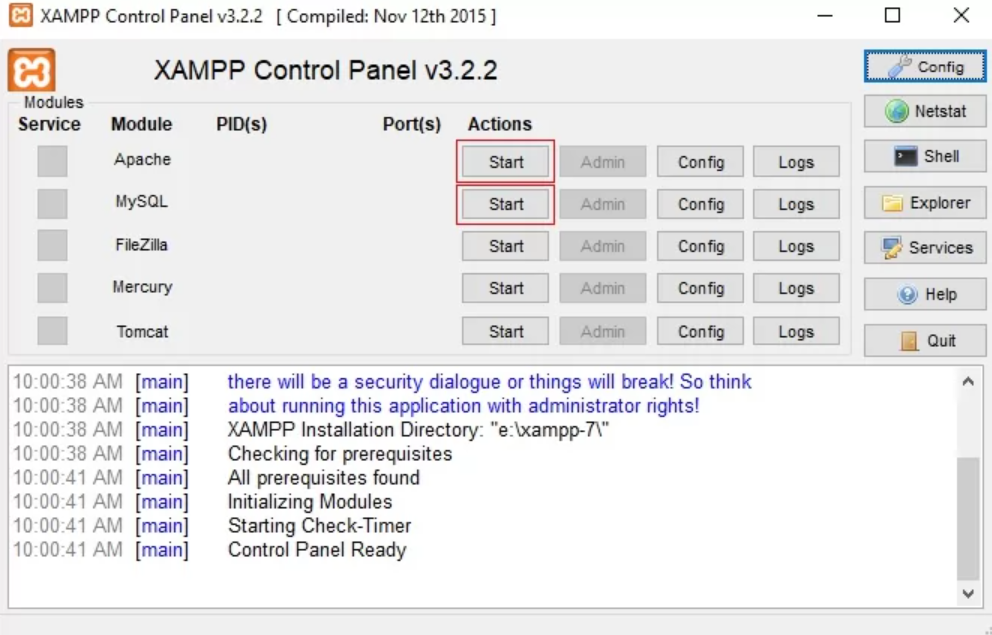 XAMPP Control Panel v3.2.2 [ Compiled: Nov 12th 2015 ]
XAMPP Control Panel v3.2.2
Config
Modules
Service Module PID(s) Port(s) Actions
Netstat
Apache Start Admin Config Logs
Shell
MySQL Start Admin Config Logs
Explorer
FileZilla Start Admin Config Logs
Services
Mercury Start Admin Config Logs
Help
Tomcat Start Admin Config Logs
Quit
10:00:38 AM [main] there will be a security dialogue or things will break! So think
10:00:38 AM [main] about running this application with administrator rights!
10:00:38 AM [main] XAMPP Installation Directory: "e:\xampp-7\"
10:00:38 AM [main] Checking for prerequisites
10:00:41 AM [main] All prerequisites found
10:00:41 AM [main] Initializing Modules
10:00:41 AM [main] Starting Check-Timer
10:00:41 AM [main] Control Panel Ready